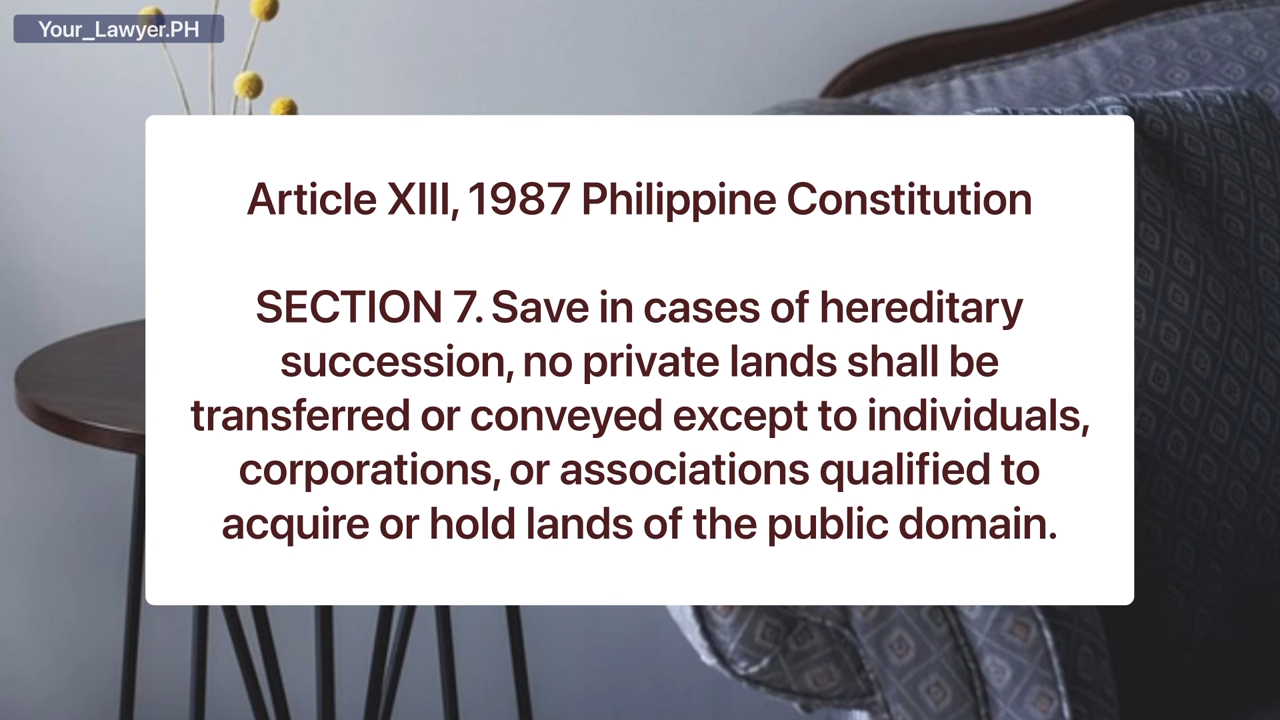 Your_Lawyer.PH
Article XIII, 1987 Philippine Constitution
SECTION 7. Save in cases of hereditary
succession, no private lands shall be
transferred or conveyed except to individuals,
corporations, or associations qualified to
acquire or hold lands of the public domain.